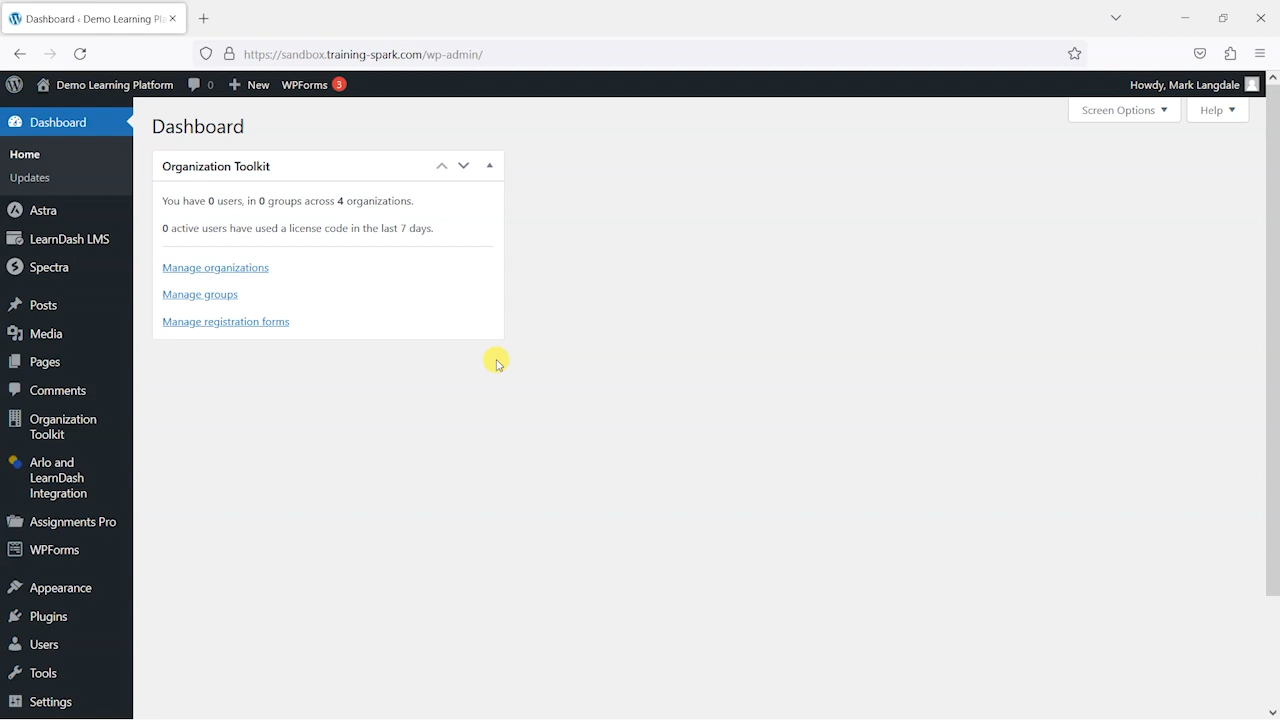 Dashboard ‹ Demo Learning Pla
https://sandbox.training-spark.com/wp-admin/
Demo Learning Platform
0
New
WPForms 3
Howdy, Mark Langdale
Dashboard
Home
Updates
Astra
LearnDash LMS
Spectra
Posts
Media
Pages
Comments
Organization
Toolkit
Arlo and
LearnDash
Integration
Assignments Pro
WPForms
Appearance
Plugins
Users
Tools
Settings
Screen Options
Help
Dashboard
Organization Toolkit
You have 0 users, in 0 groups across 4 organizations.
0 active users have used a license code in the last 7 days.
Manage organizations
Manage groups
Manage registration forms